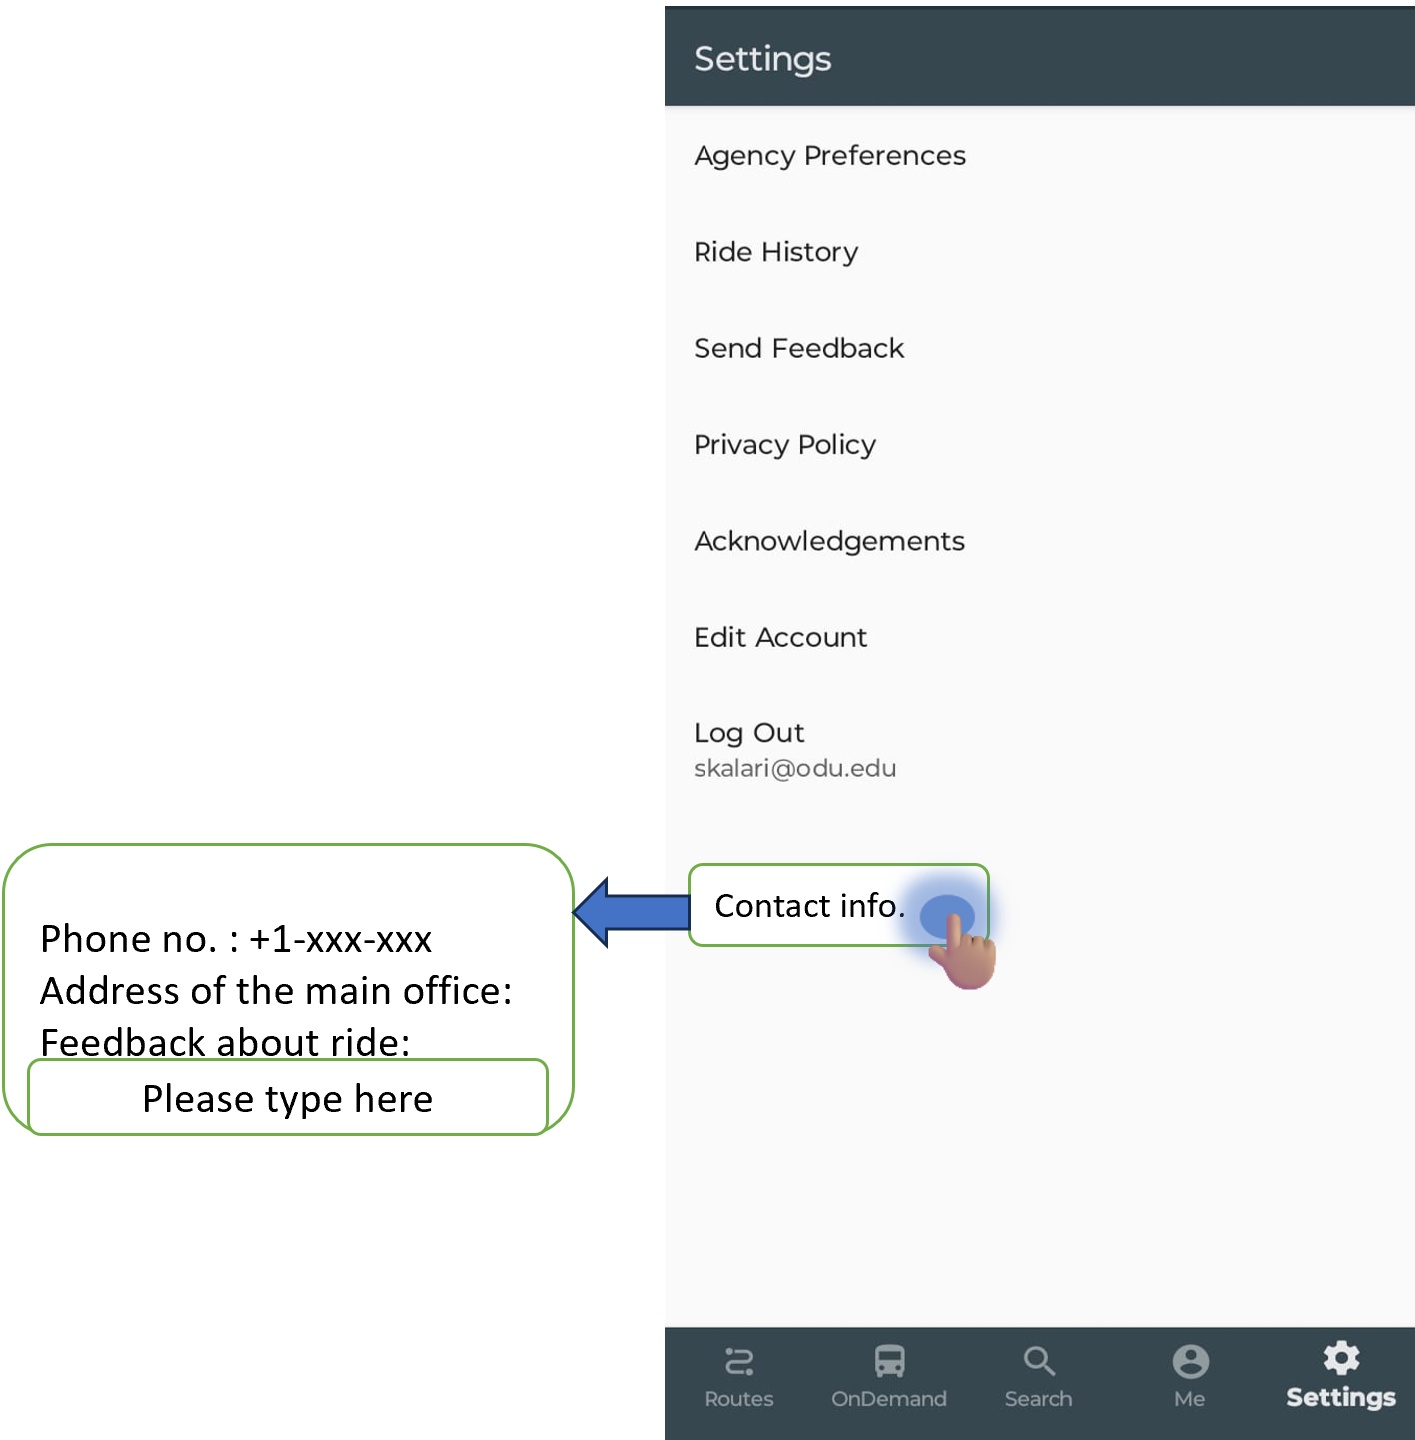 Settings
Agency Preferences
Ride History
Send Feedback
Privacy Policy
Acknowledgements
Edit Account
Log Out
skalari@odu.edu
Contact info.
Phone no. : +1-xxx-xxx
Address of the main office:
Feedback about ride:
Please type here
Routes
OnDemand
Search
Me
Settings